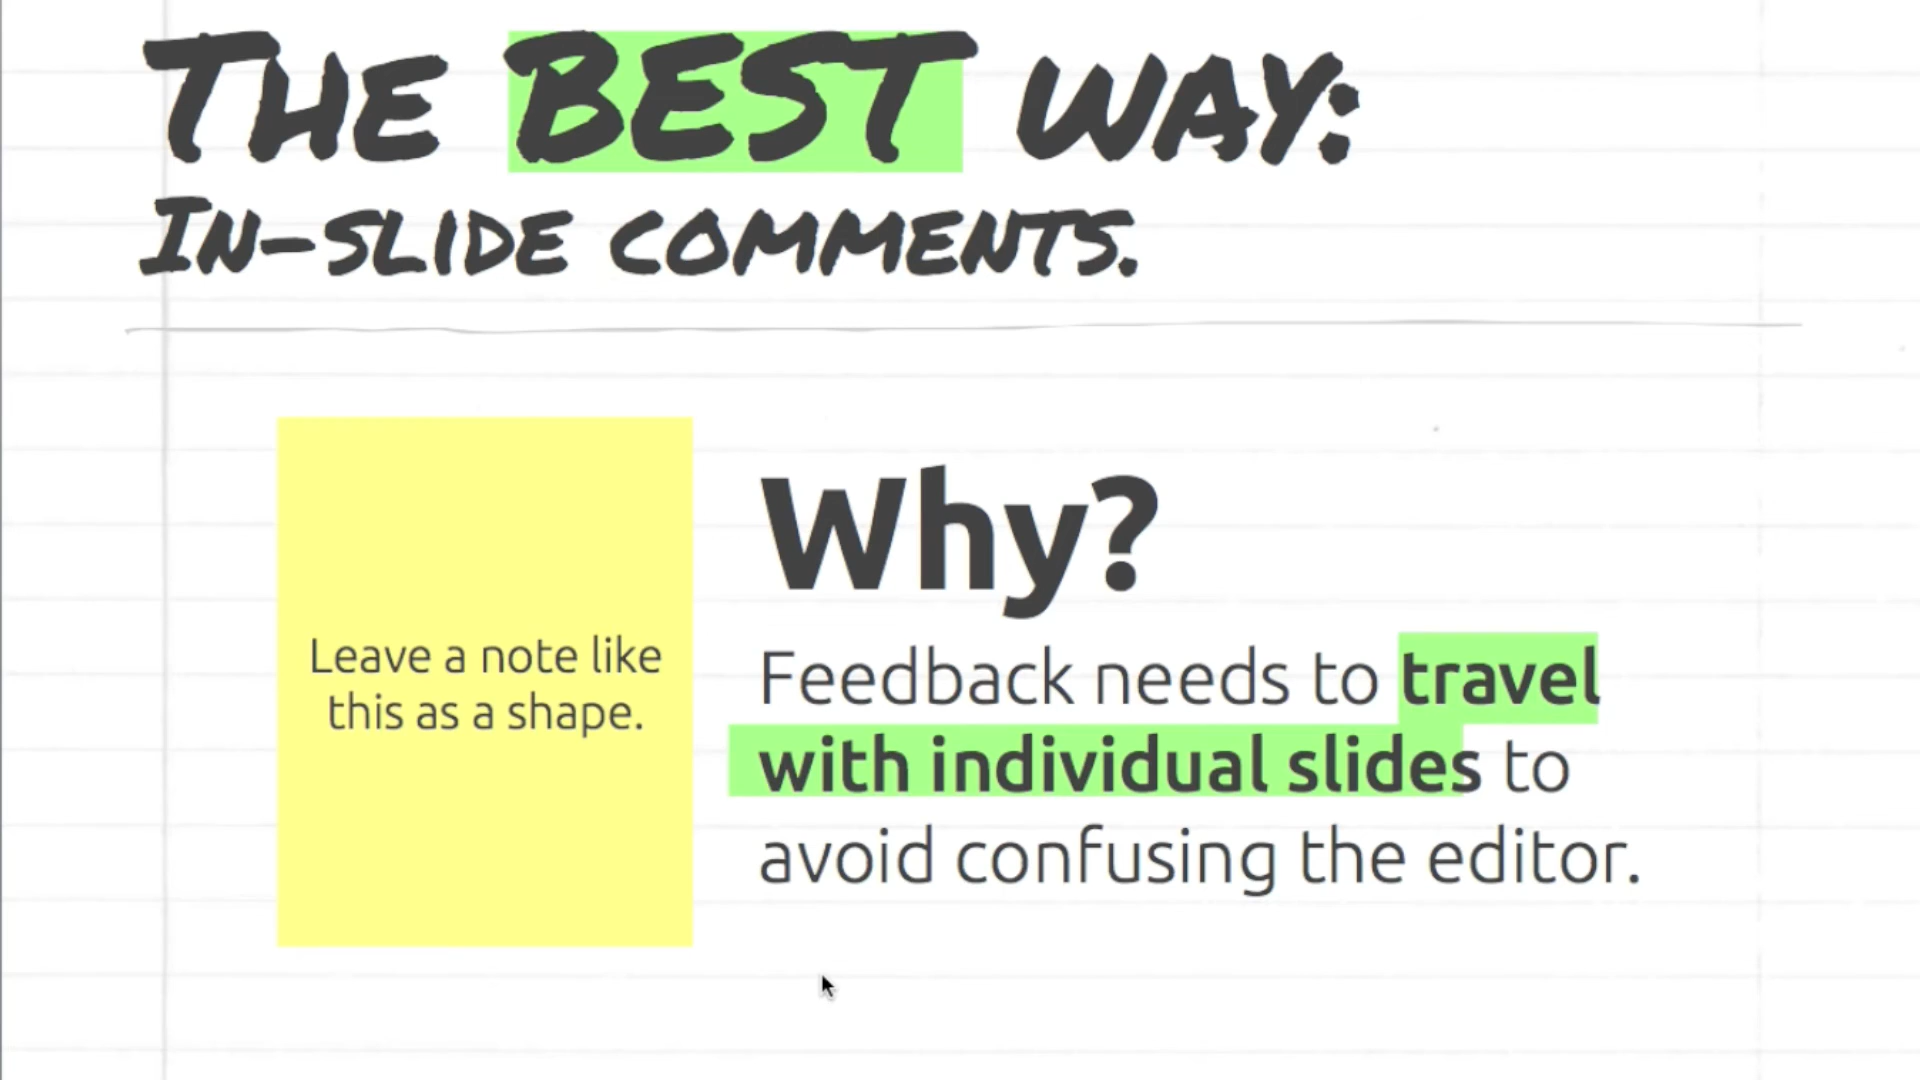 The BEST way:
In-slide comments.
Leave a note like
this as a shape.
Why?
Feedback needs to travel
with individual slides to
avoid confusing the editor.